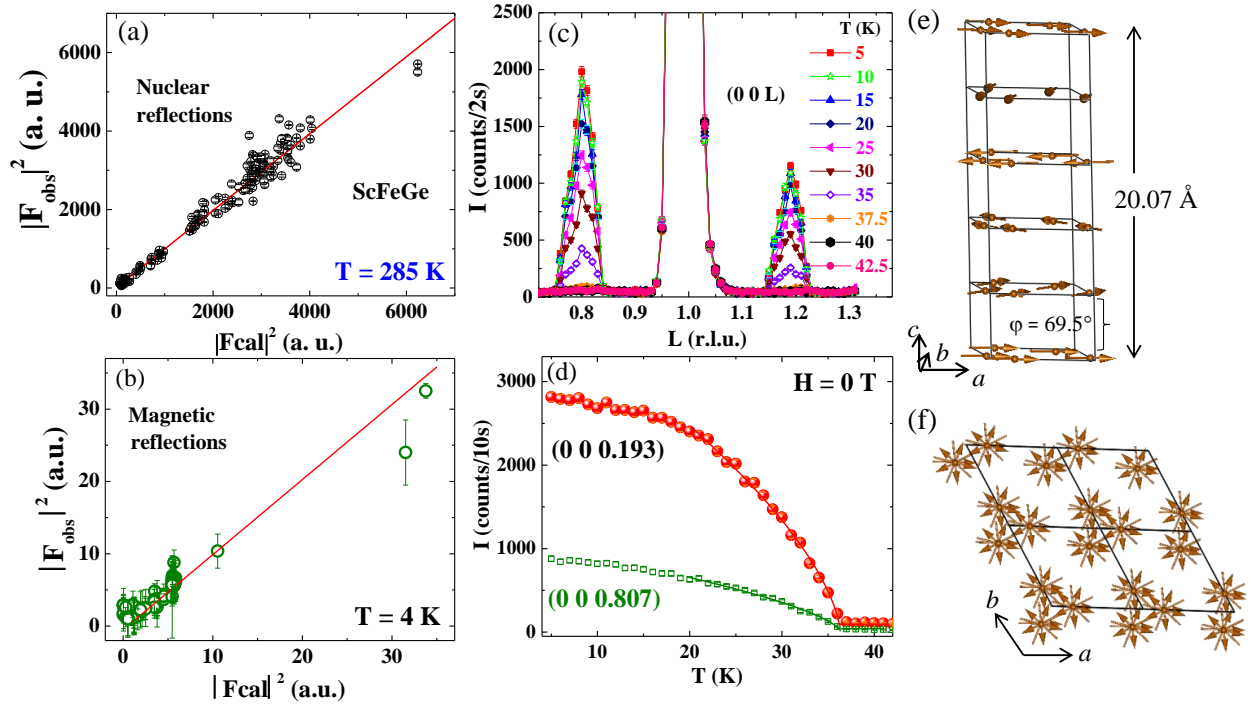 (a)
Nuclear
reflections
ScFeGe
T = 285 K
|F_obs|^2 (a. u.)
6000
4000
2000
0
0 2000 4000 6000
|Fcal|^2 (a. u.)
(b)
Magnetic
reflections
T = 4 K
|F_obs|^2 (a.u.)
30
20
10
0
0 10 20 30
|Fcal|^2 (a.u.)
(c)
T (K)
5
10
15
20
25
30
35
37.5
40
42.5
(0 0 L)
I (counts/2s)
2500
2000
1500
1000
500
0
0.8 0.9 1.0 1.1 1.2 1.3
L (r.l.u.)
(d)
H = 0 T
(0 0 0.193)
(0 0 0.807)
I (counts/10s)
3000
2000
1000
0
10 20 30 40
T (K)
(e)
20.07 Å
φ = 69.5°
c
b
a
(f)
b
a